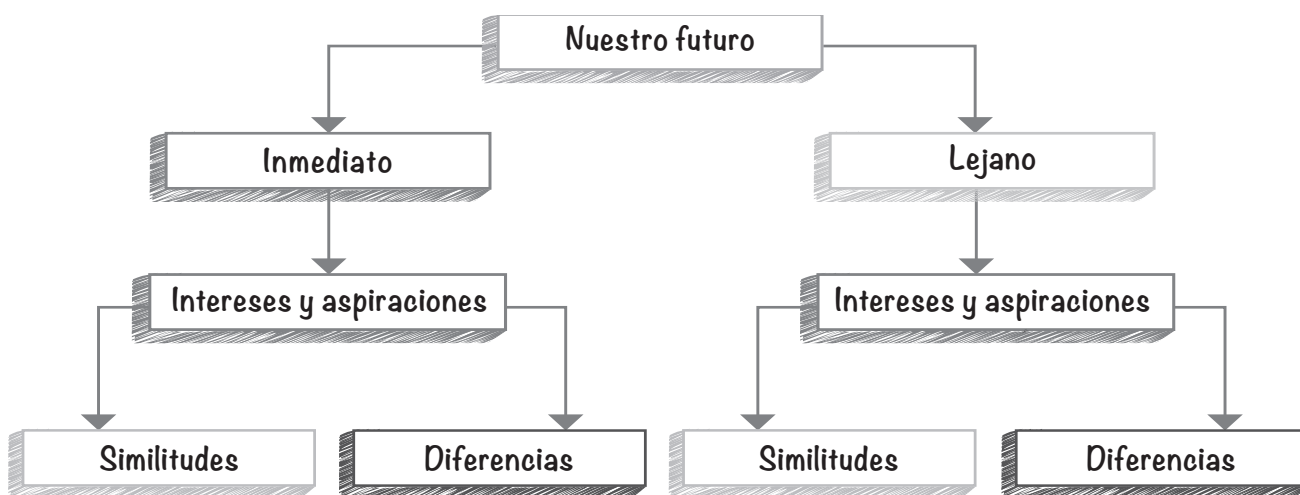 Nuestro futuro
Inmediato
Lejano
Intereses y aspiraciones
Intereses y aspiraciones
Similitudes
Diferencias
Similitudes
Diferencias